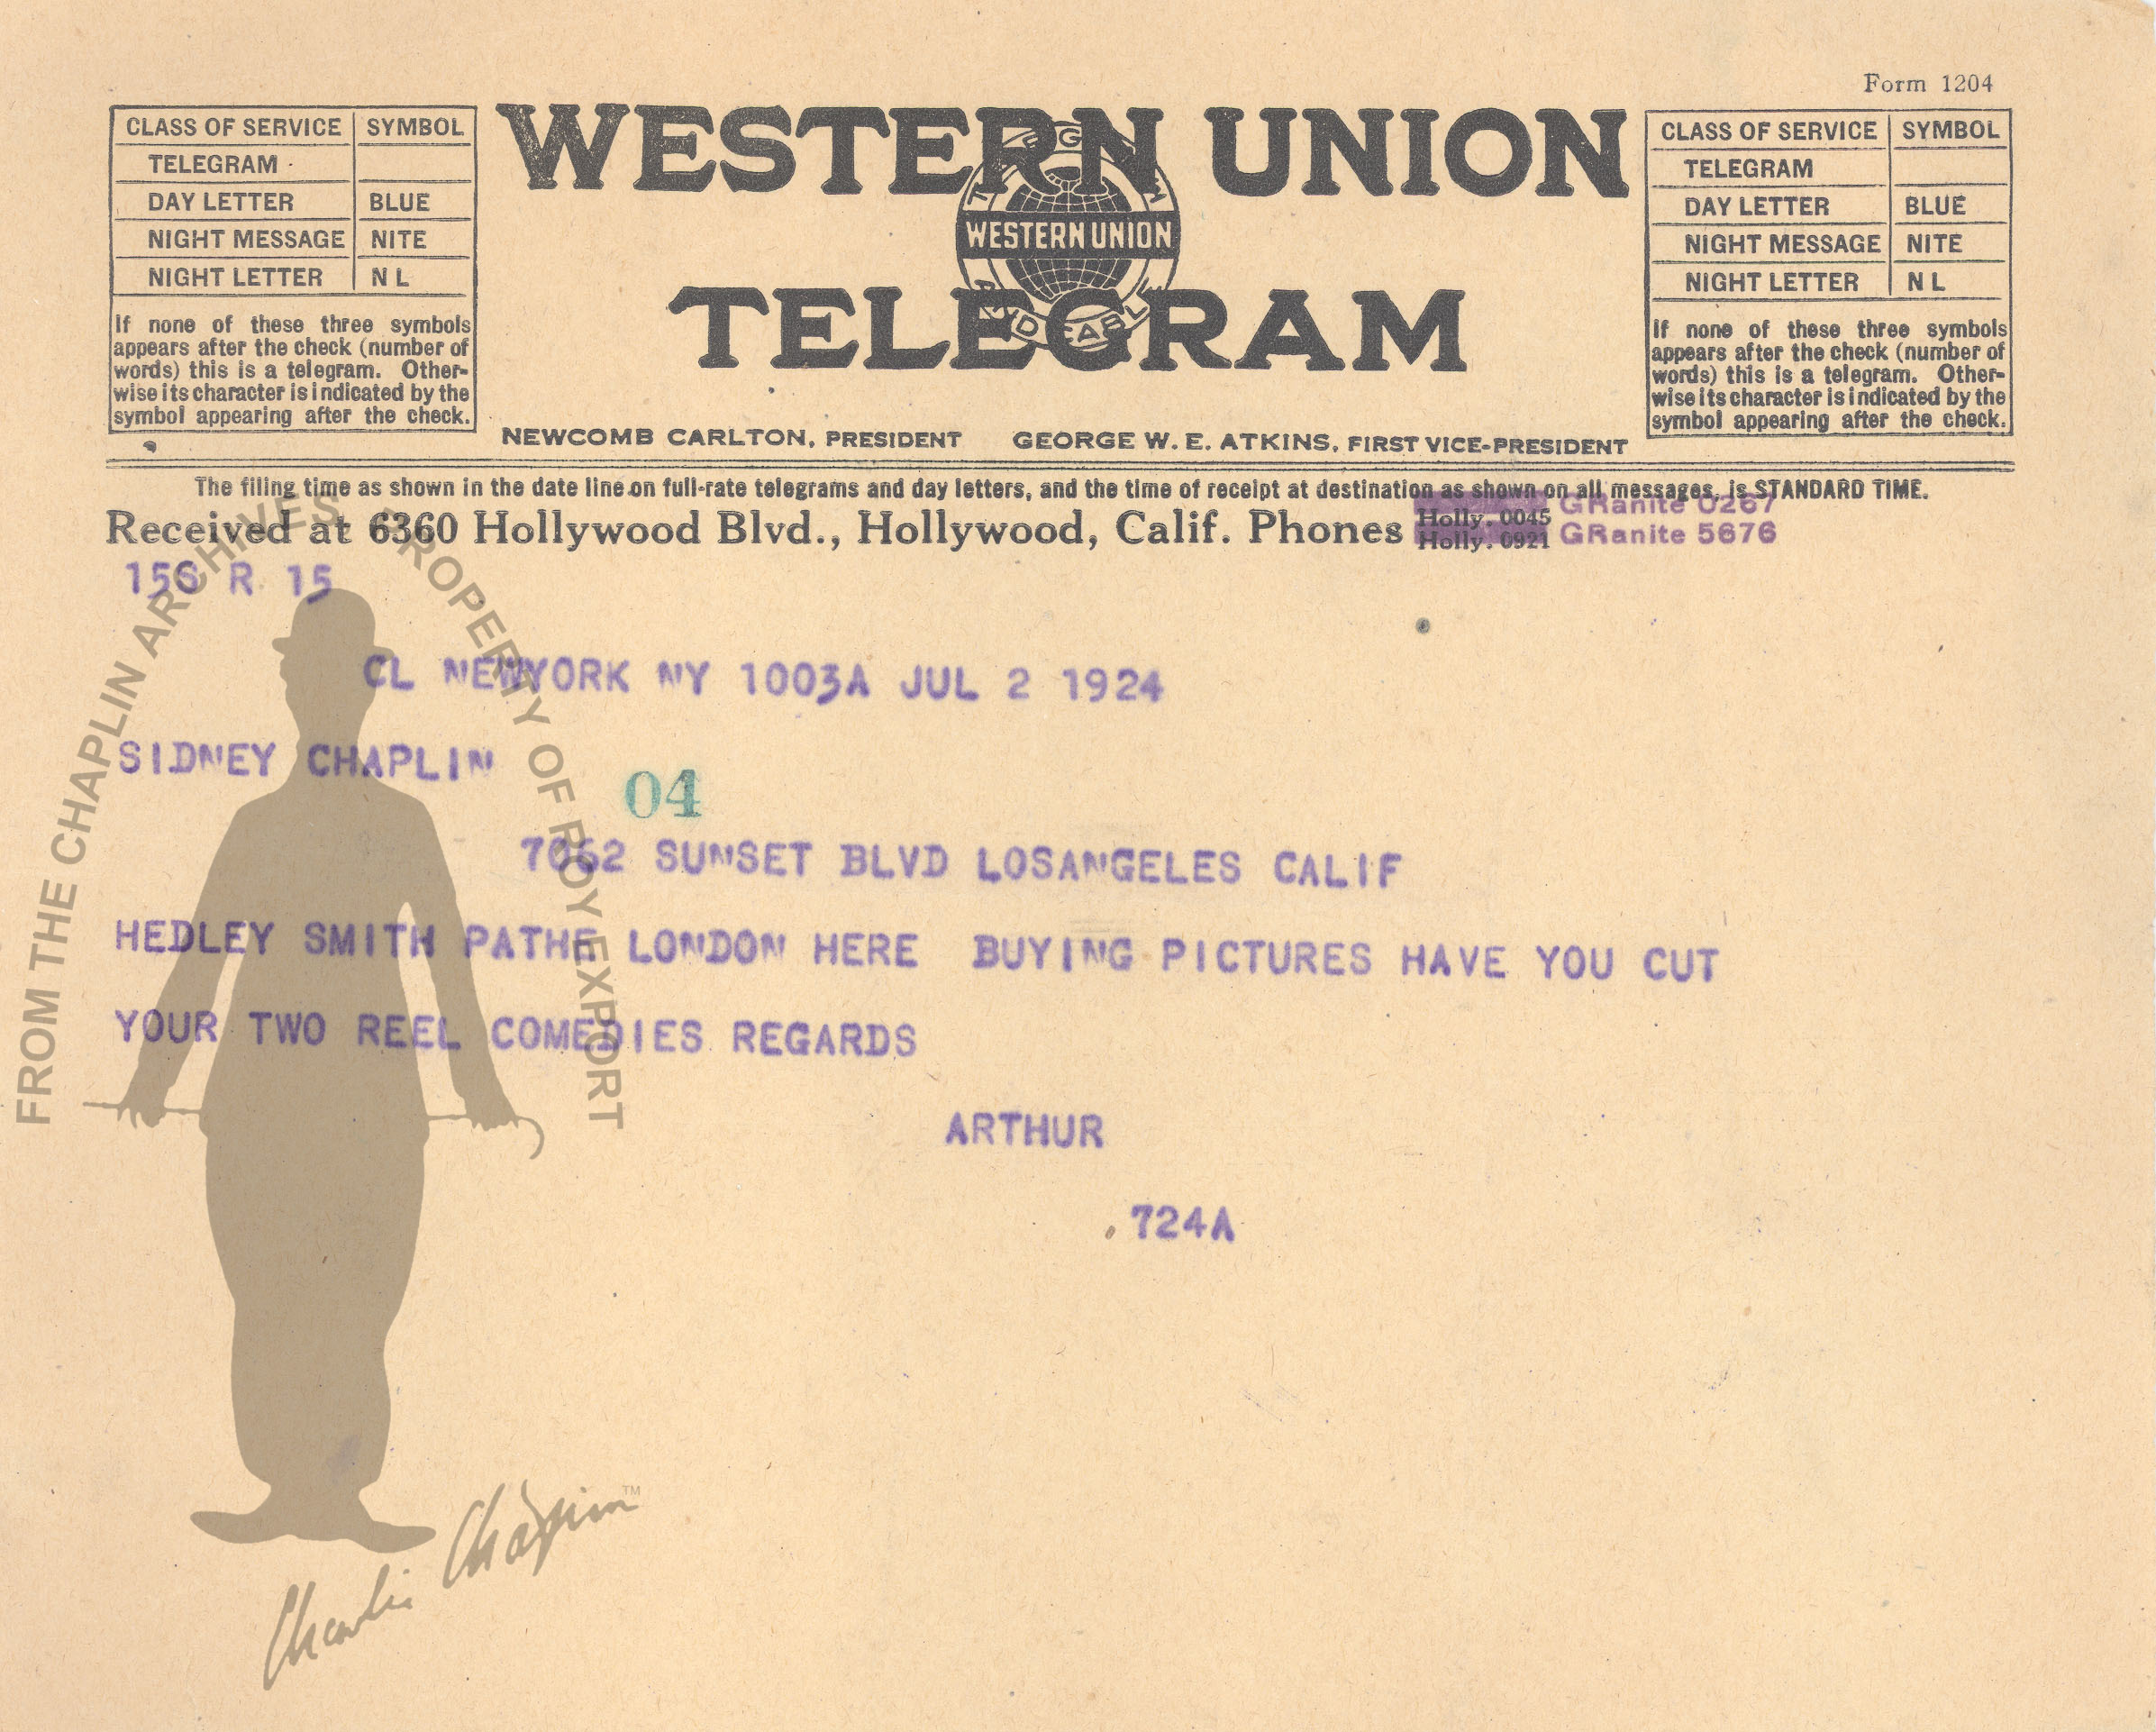 Form 1204
CLASS OF SERVICE SYMBOL
TELEGRAM
DAY LETTER BLUE
NIGHT MESSAGE NITE
NIGHT LETTER N L
If none of these three symbols
appears after the check (number of
words) this is a telegram. Other-
wise its character is indicated by the
symbol appearing after the check.
WESTERN UNION
WESTERN UNION
TELEGRAM
NEWCOMB CARLTON, PRESIDENT GEORGE W. E. ATKINS, FIRST VICE-PRESIDENT
CLASS OF SERVICE SYMBOL
TELEGRAM
DAY LETTER BLUE
NIGHT MESSAGE NITE
NIGHT LETTER N L
If none of these three symbols
appears after the check (number of
words) this is a telegram. Other-
wise its character is indicated by the
symbol appearing after the check.
The filing time as shown in the date line on full-rate telegrams and day letters, and the time of receipt at destination as shown on all messages, is STANDARD TIME.
Received at 6360 Hollywood Blvd., Hollywood, Calif. Phones
Holly. 0045 GRanite 0267
Holly. 0921 GRanite 5676
15S R 15
CL NEWYORK NY 1003A JUL 2 1924
SIDNEY CHAPLIN
04
7062 SUNSET BLVD LOSANGELES CALIF
HEDLEY SMITH PATHE LONDON HERE BUYING PICTURES HAVE YOU CUT
YOUR TWO REEL COMEDIES REGARDS
ARTHUR
724A
FROM THE CHAPLIN ARCHIVES PROPERTY OF ROY EXPORT
Charlie Chaplin™